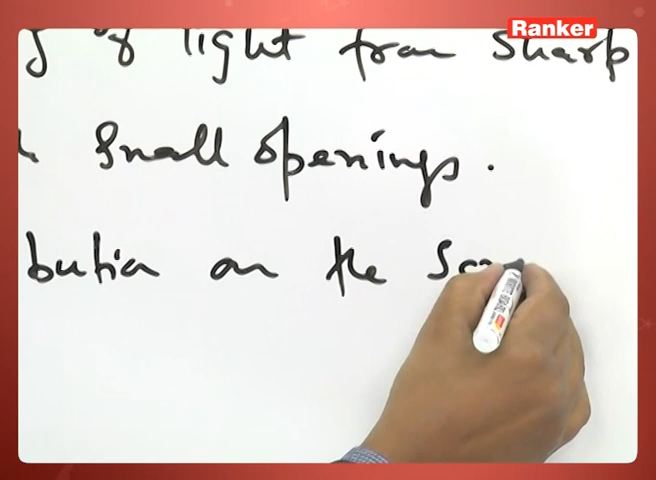 Ranker
g of light from sharp
small openings.
bution on the